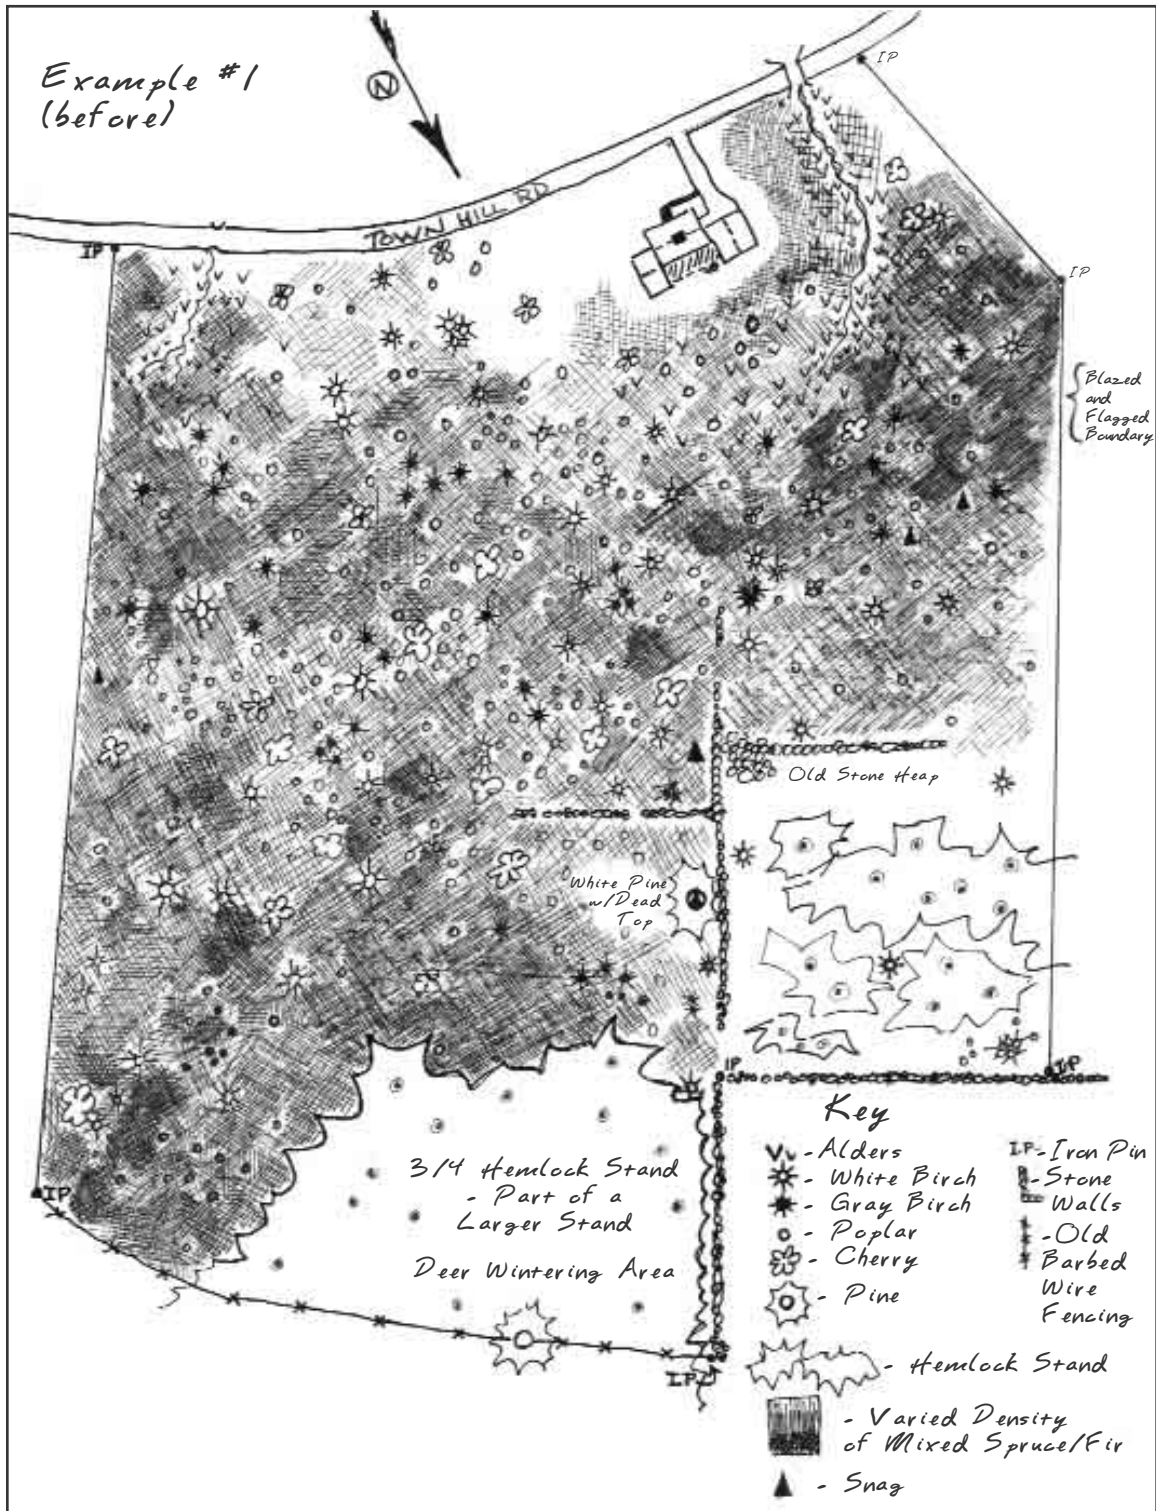 Example #1
(before)
N
TOWN HILL RD
IP
IP
IP
Blazed
and
Flagged
Boundary
Old Stone Heap
White Pine
w/Dead
Top
IP
IP
Key
V - Alders
- White Birch
- Gray Birch
- Poplar
- Cherry
- Pine
IP - Iron Pin
- Stone
Walls
- Old
Barbed
Wire
Fencing
3/4 Hemlock Stand
- Part of a
Larger Stand
Deer Wintering Area
IP
IP
- Hemlock Stand
- Varied Density
of Mixed Spruce/Fir
- Snag